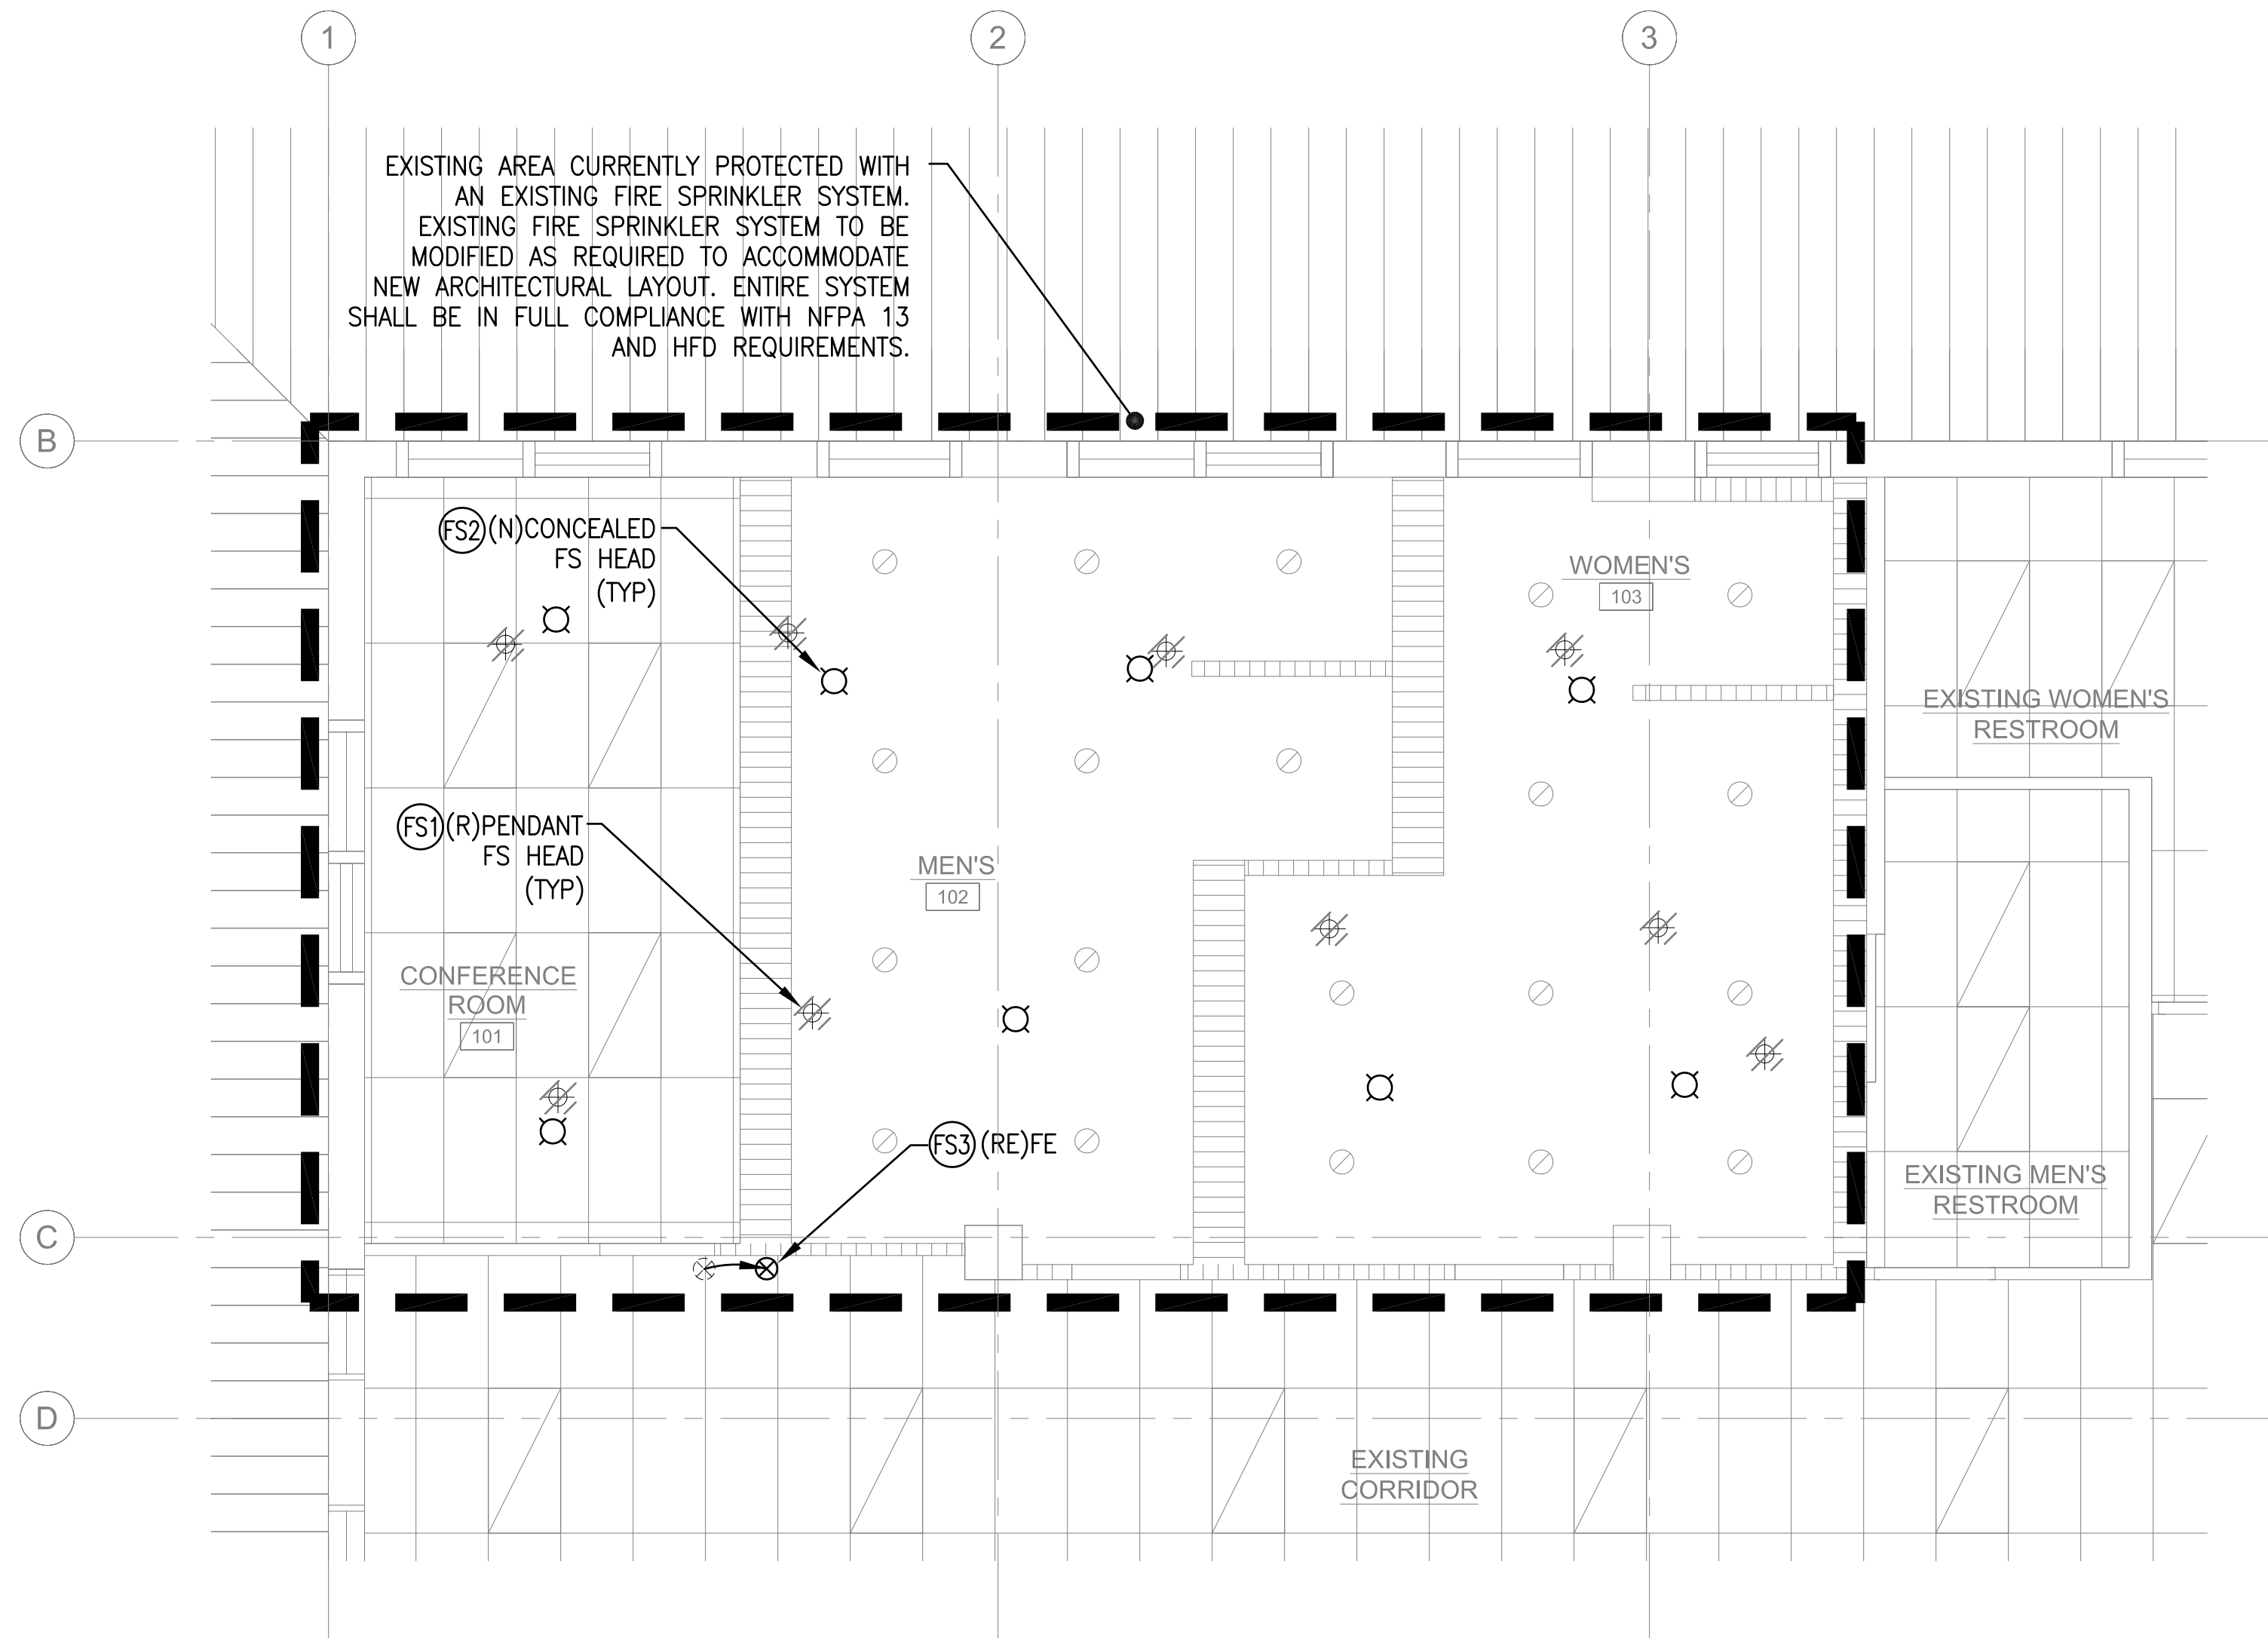 1
2
3
EXISTING AREA CURRENTLY PROTECTED WITH
AN EXISTING FIRE SPRINKLER SYSTEM.
EXISTING FIRE SPRINKLER SYSTEM TO BE
MODIFIED AS REQUIRED TO ACCOMMODATE
NEW ARCHITECTURAL LAYOUT. ENTIRE SYSTEM
SHALL BE IN FULL COMPLIANCE WITH NFPA 13
AND HFD REQUIREMENTS.
B
FS2 (N)CONCEALED
FS HEAD
(TYP)
WOMEN'S
103
EXISTING WOMEN'S
RESTROOM
FS1 (R)PENDANT
FS HEAD
(TYP)
MEN'S
102
CONFERENCE
ROOM
101
FS3 (RE)FE
EXISTING MEN'S
RESTROOM
C
D
EXISTING
CORRIDOR